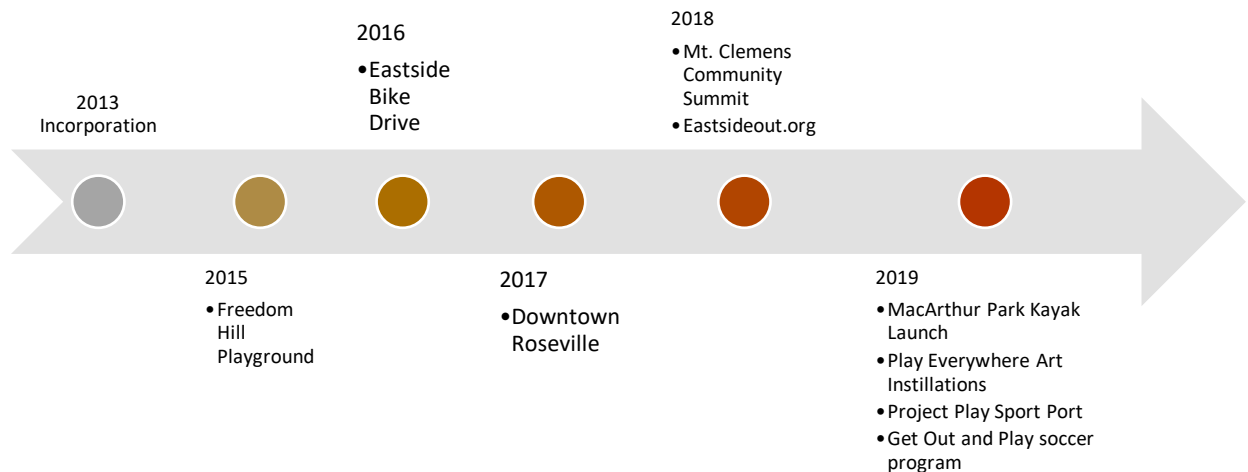 2013
Incorporation
2015
•Freedom
Hill
Playground
2016
•Eastside
Bike
Drive
2017
•Downtown
Roseville
2018
•Mt. Clemens
Community
Summit
•Eastsideout.org
2019
•MacArthur Park Kayak
Launch
•Play Everywhere Art
Instillations
•Project Play Sport Port
•Get Out and Play soccer
program